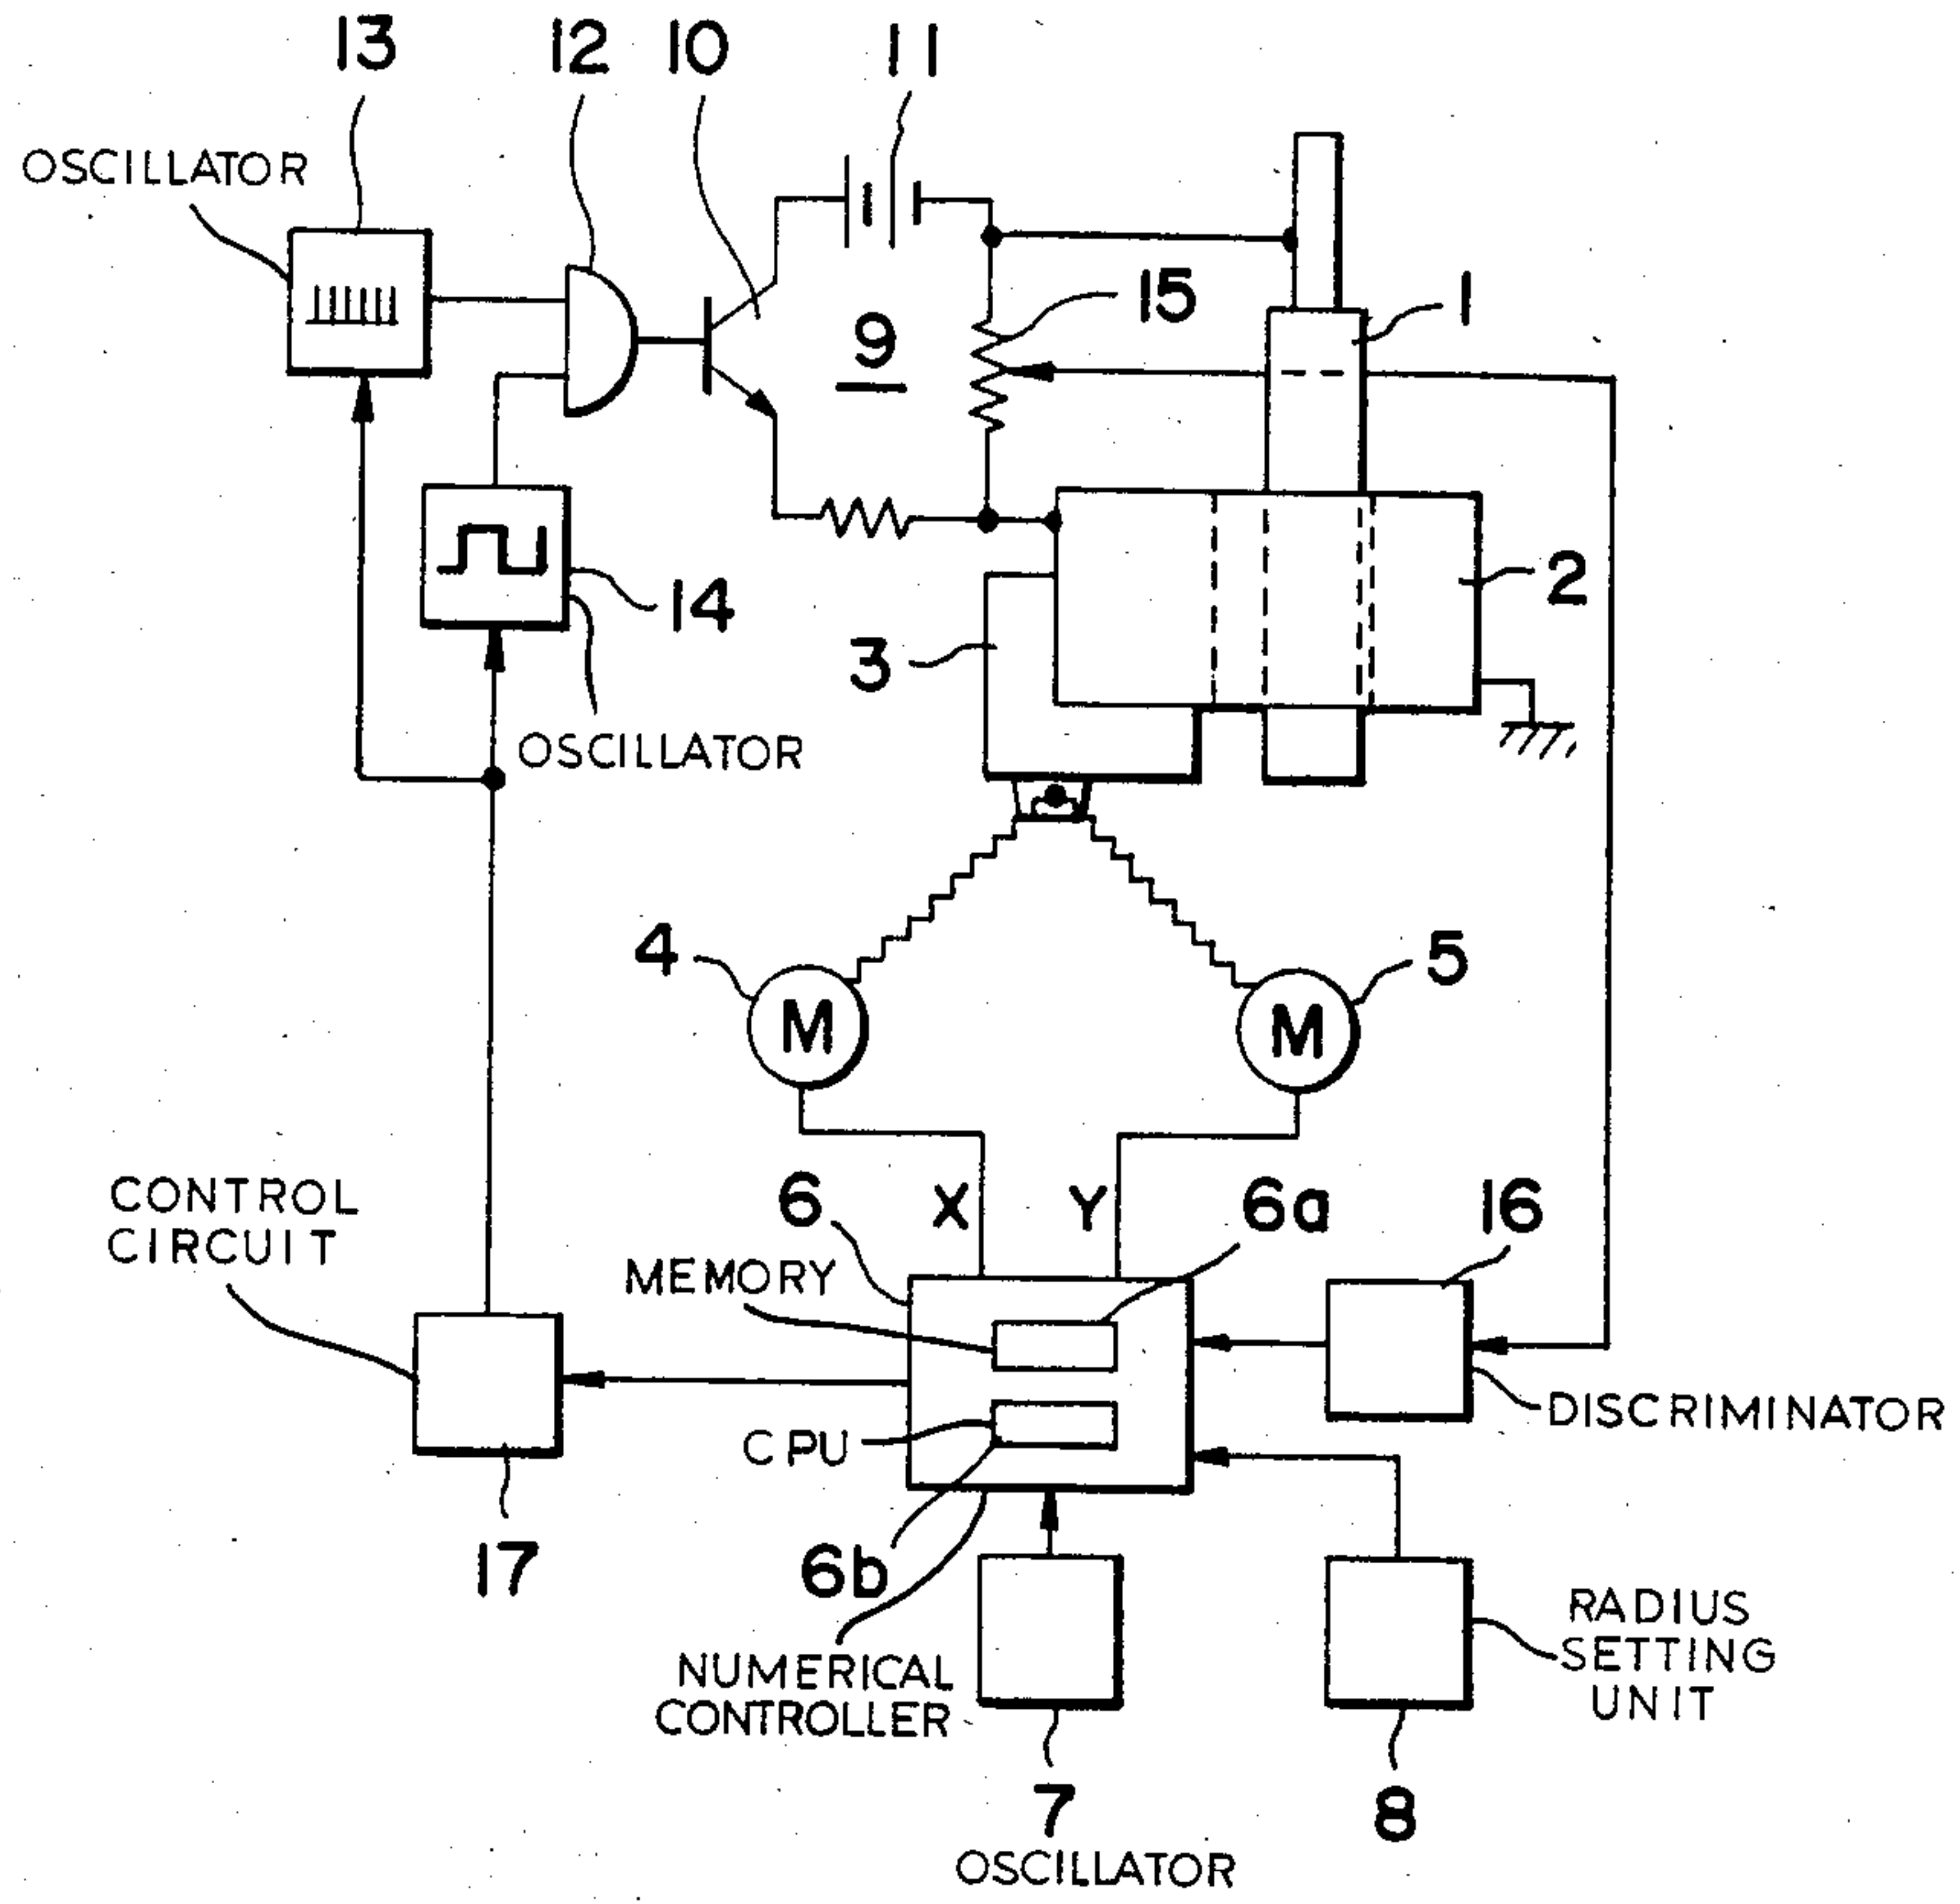 13
12
10
11
OSCILLATOR
15
1
9
2
14
3
OSCILLATOR
4
5
M
M
CONTROL
CIRCUIT
6
X
Y
6a
16
MEMORY
DISCRIMINATOR
CPU
17
6b
RADIUS
SETTING
UNIT
NUMERICAL
CONTROLLER
7
8
OSCILLATOR